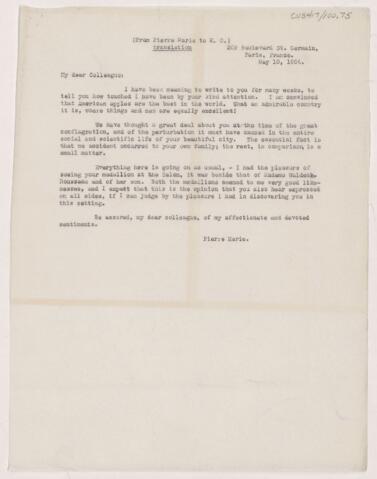 CUS417/100.75
(From Pierre Marie to W. O.)
translation
209 Boulevard St. Germain,
Paris, France.
May 10, 1904.
My dear Colleague:
I have been meaning to write to you for many weeks, to
tell you how touched I have been by your kind attention. I am convinced
that American apples are the best in the world. What an admirable country
it is, where things and men are equally excellent!
We have thought a great deal about you at the time of the great
conflagration, and of the perturbation it must have caused in the entire
social and scientific life of your beautiful city. The essential fact is
that no accident occurred to your own family; the rest, in comparison, is a
small matter.
Everything here is going on as usual, - I had the pleasure of
seeing your medallion at the Salon, it was beside that of Madame Waldeck-
Rousseau and of her son. Both the medallions seemed to me very good like-
nesses, and I expect that this is the opinion that you also hear expressed
on all sides, if I can judge by the pleasure I had in discovering you in
this setting.
Be assured, my dear colleague, of my affectionate and devoted
sentiments.
Pierre Marie.